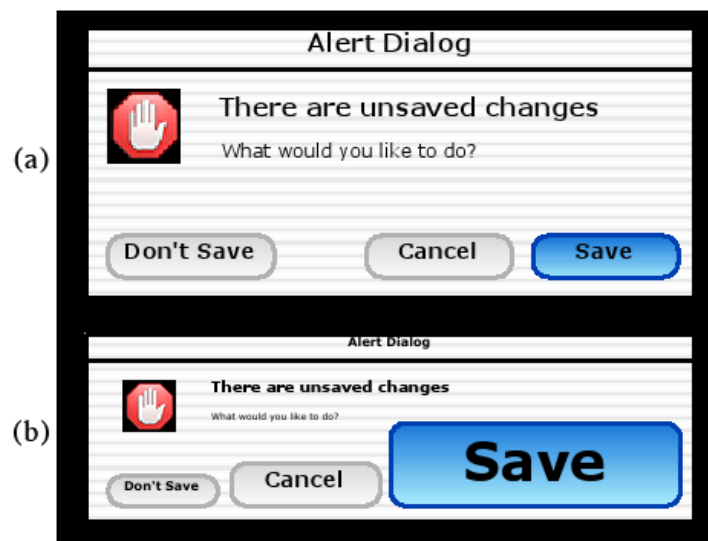 Alert Dialog
There are unsaved changes
(a)
What would you like to do?
Don't Save Cancel Save
Alert Dialog
There are unsaved changes
What would you like to do?
(b)
Don't Save Cancel Save